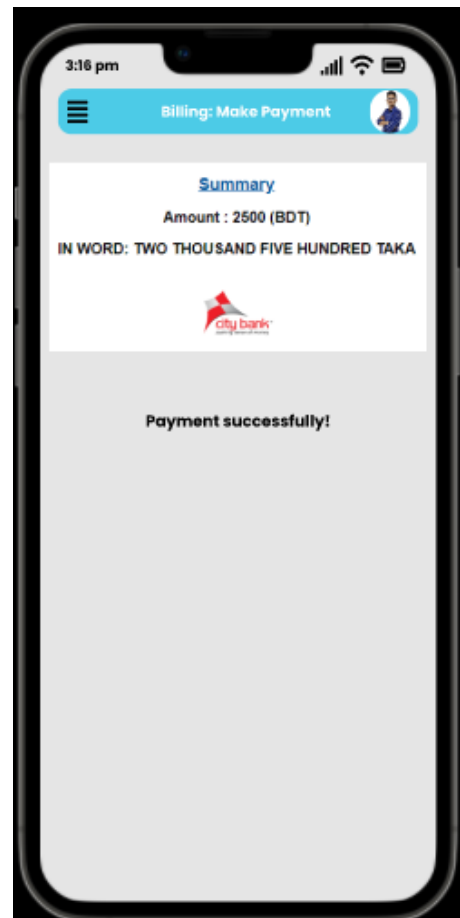 3:16 pm
Billing: Make Payment
Summary
Amount : 2500 (BDT)
IN WORD: TWO THOUSAND FIVE HUNDRED TAKA
city bank
Payment successfully!